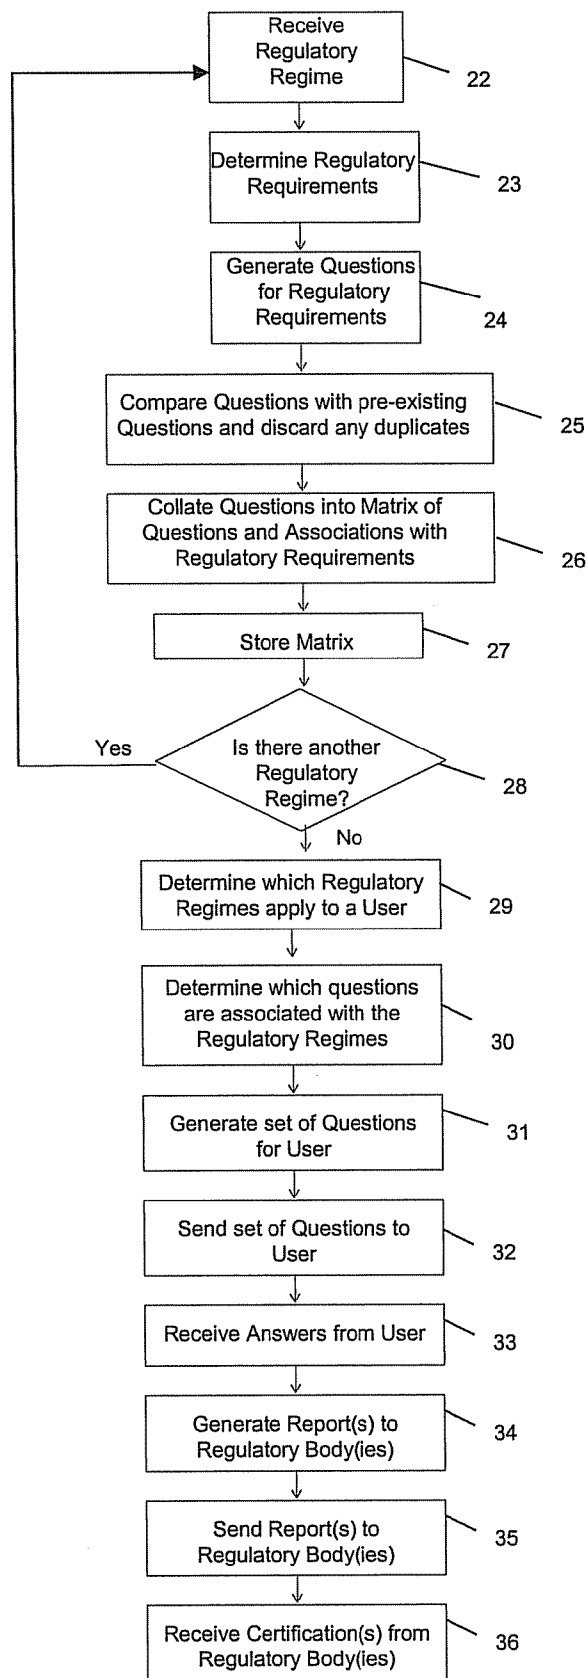 Receive
Regulatory
Regime
22
Determine Regulatory
Requirements
23
Generate Questions
for Regulatory
Requirements
24
Compare Questions with pre-existing
Questions and discard any duplicates
25
Collate Questions into Matrix of
Questions and Associations with
Regulatory Requirements
26
Store Matrix
27
Yes
Is there another
Regulatory
Regime?
28
No
Determine which Regulatory
Regimes apply to a User
29
Determine which questions
are associated with the
Regulatory Regimes
30
Generate set of Questions
for User
31
Send set of Questions to
User
32
Receive Answers from User
33
Generate Report(s) to
Regulatory Body(ies)
34
Send Report(s) to
Regulatory Body(ies)
35
Receive Certification(s) from
Regulatory Body(ies)
36